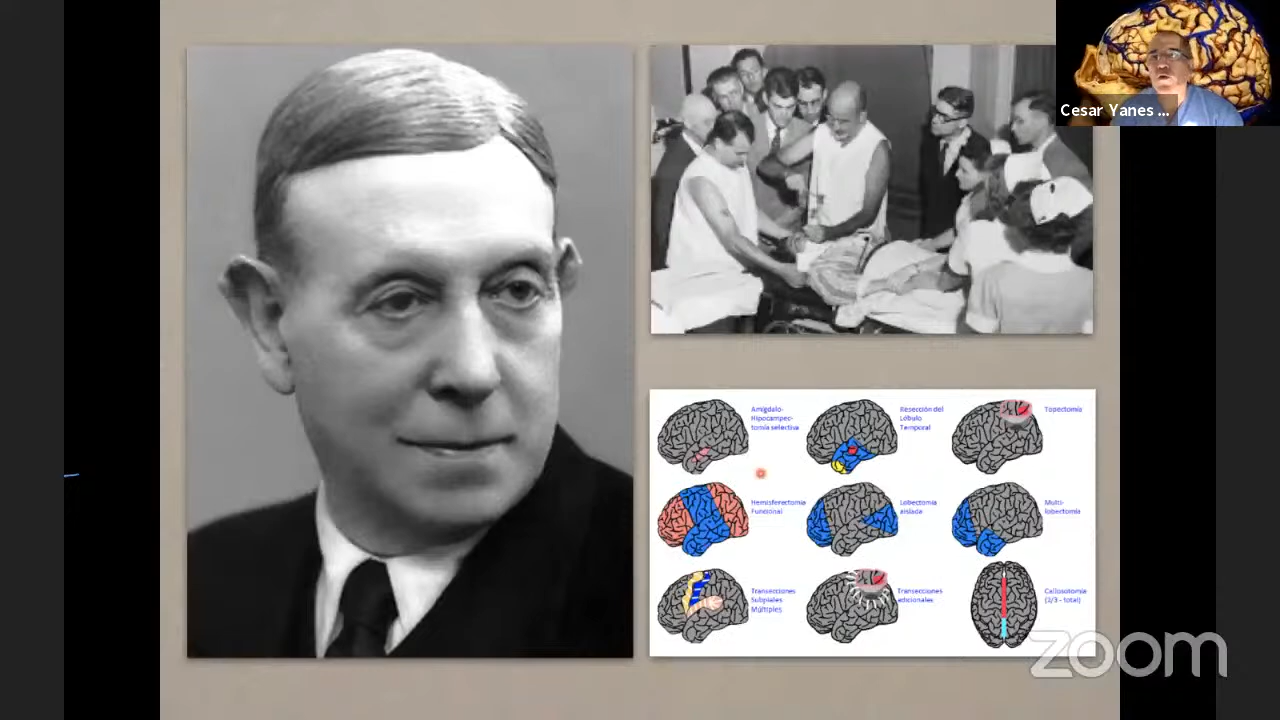 Cesar Yanes ...
Amígdalo-
Hipocampec-
tomía selectiva
Resección del
Lóbulo
Temporal
Topectomía
Hemisferectomía
Funcional
Lobectomía
aislada
Multi-
lobectomía
Transecciones
Subpiales
Múltiples
Transecciones
adicionales
Callosotomía
(2/3 - total)
zoom